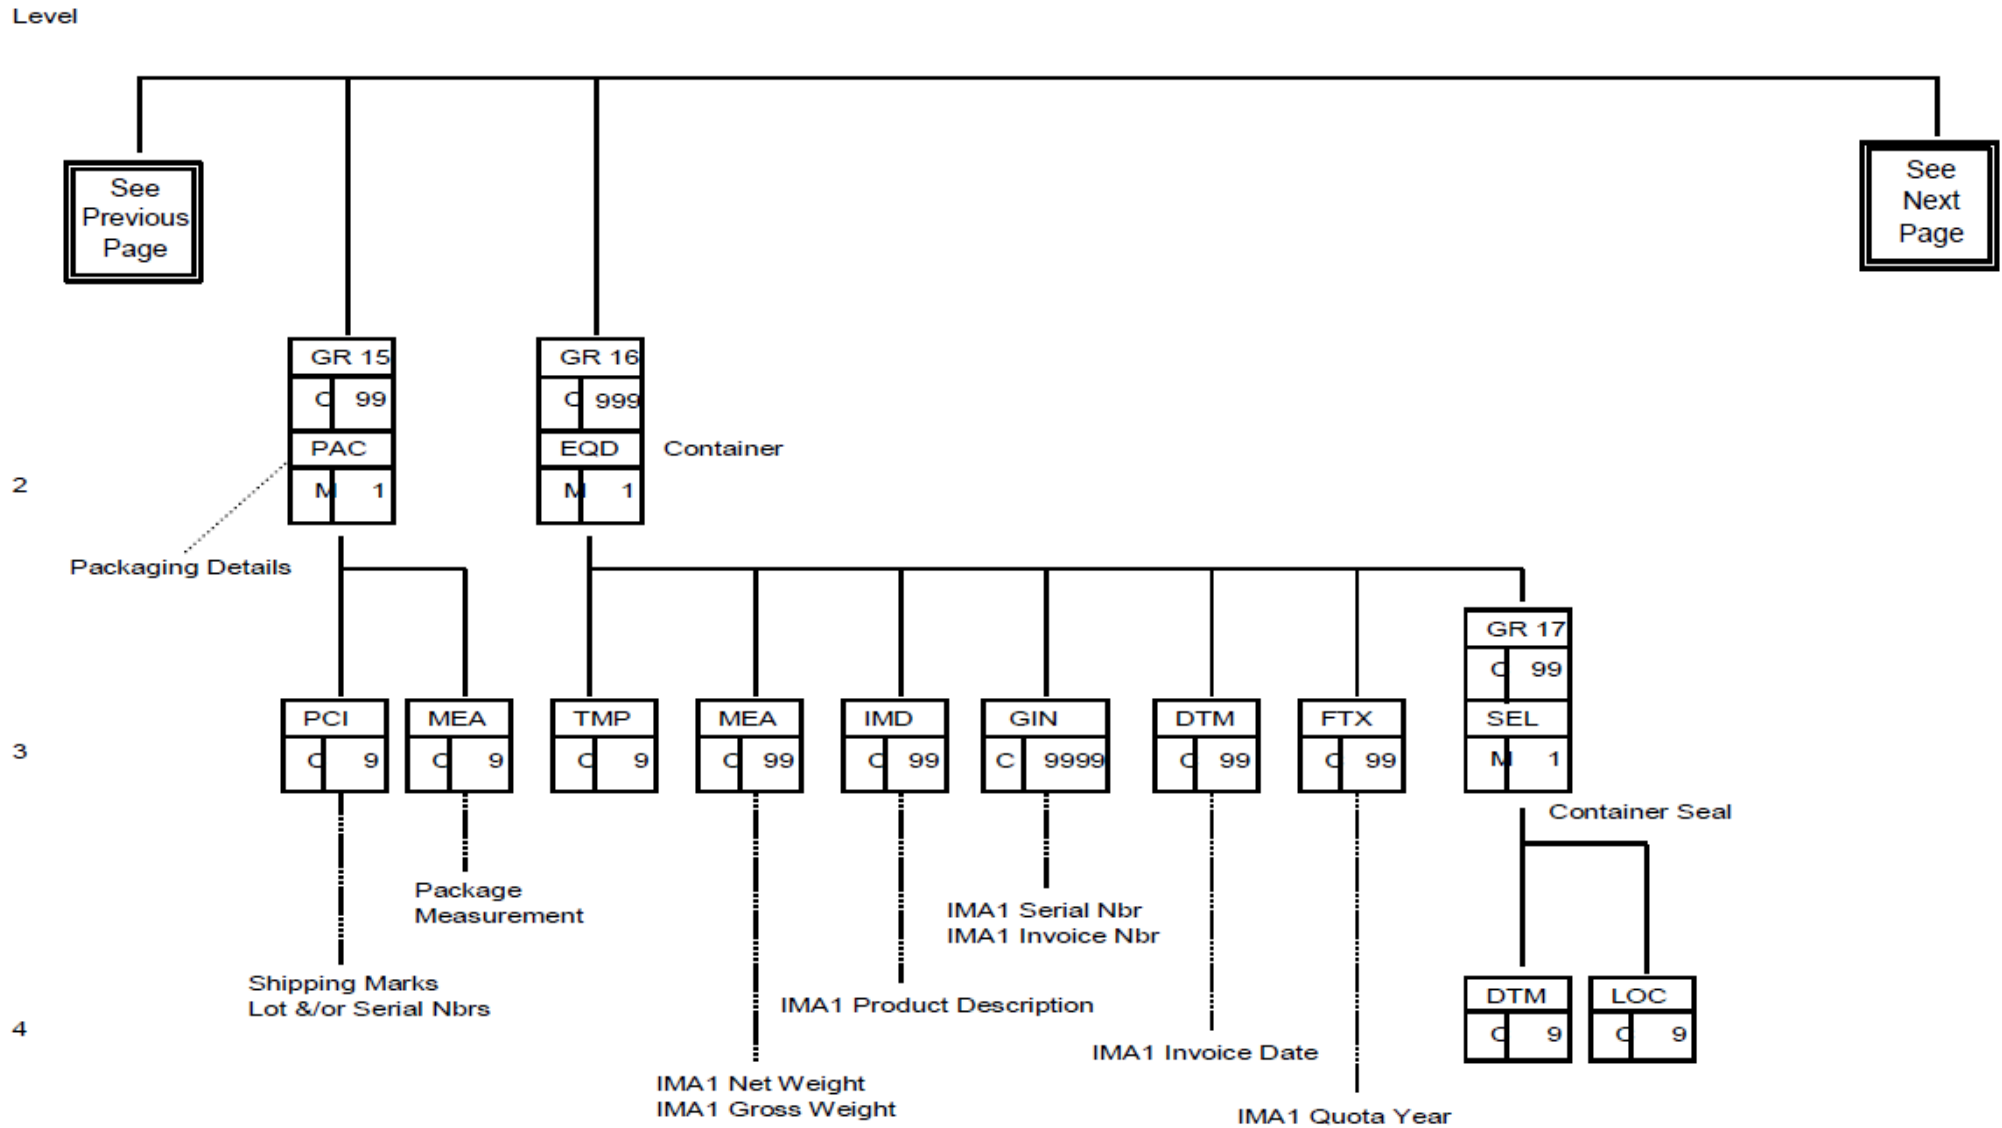 Level
See
Previous
Page
See
Next
Page
GR 15
C 99
PAC
M 1
GR 16
C 999
EQD
M 1
Container
2
Packaging Details
GR 17
C 99
SEL
M 1
PCI
C 9
MEA
C 9
TMP
C 9
MEA
C 99
IMD
C 99
GIN
C 9999
DTM
C 99
FTX
C 99
3
Container Seal
Package
Measurement
IMA1 Serial Nbr
IMA1 Invoice Nbr
Shipping Marks
Lot &/or Serial Nbrs
IMA1 Product Description
DTM
C 9
LOC
C 9
4
IMA1 Invoice Date
IMA1 Net Weight
IMA1 Gross Weight
IMA1 Quota Year